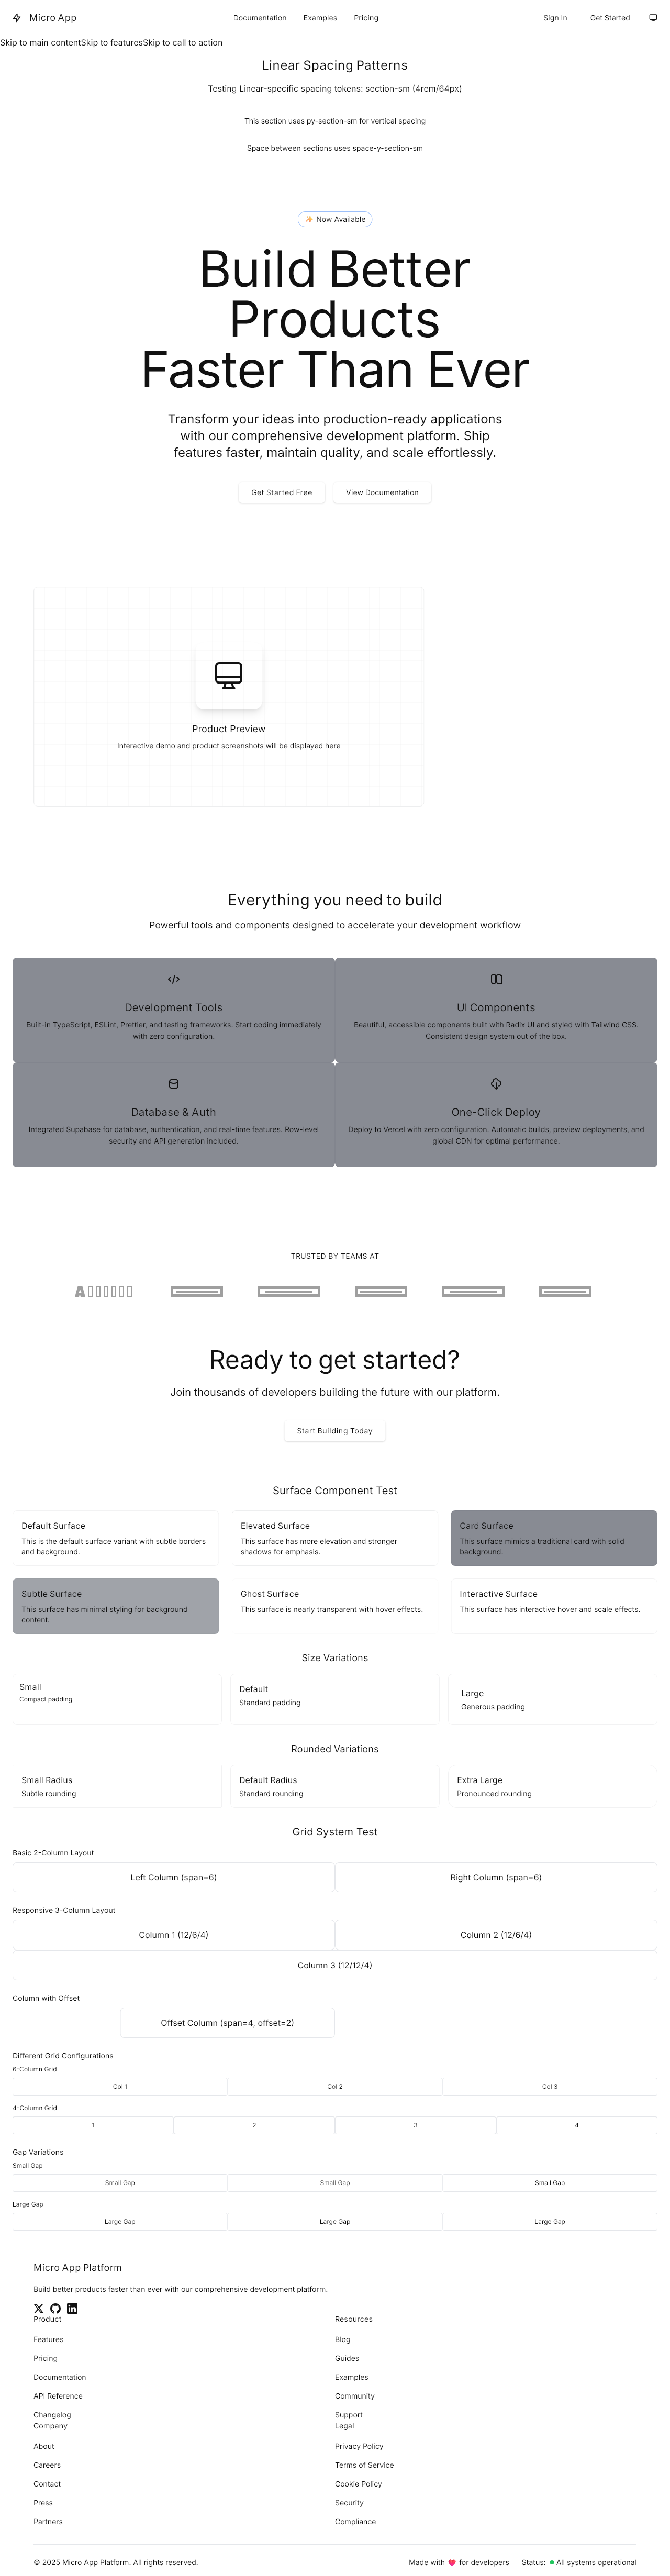 Micro App
Documentation
Examples
Pricing
Sign In
Get Started
Skip to main contentSkip to featuresSkip to call to action
Linear Spacing Patterns
Testing Linear-specific spacing tokens: section-sm (4rem/64px)
This section uses py-section-sm for vertical spacing
Space between sections uses space-y-section-sm
✨ Now Available
Build Better
Products
Faster Than Ever
Transform your ideas into production-ready applications
with our comprehensive development platform. Ship
features faster, maintain quality, and scale effortlessly.
Get Started Free
View Documentation
Product Preview
Interactive demo and product screenshots will be displayed here
Everything you need to build
Powerful tools and components designed to accelerate your development workflow
Development Tools
Built-in TypeScript, ESLint, Prettier, and testing frameworks. Start coding immediately
with zero configuration.
UI Components
Beautiful, accessible components built with Radix UI and styled with Tailwind CSS.
Consistent design system out of the box.
Database & Auth
Integrated Supabase for database, authentication, and real-time features. Row-level
security and API generation included.
One-Click Deploy
Deploy to Vercel with zero configuration. Automatic builds, preview deployments, and
global CDN for optimal performance.
TRUSTED BY TEAMS AT
Ready to get started?
Join thousands of developers building the future with our platform.
Start Building Today
Surface Component Test
Default Surface
This is the default surface variant with subtle borders
and background.
Elevated Surface
This surface has more elevation and stronger
shadows for emphasis.
Card Surface
This surface mimics a traditional card with solid
background.
Subtle Surface
This surface has minimal styling for background
content.
Ghost Surface
This surface is nearly transparent with hover effects.
Interactive Surface
This surface has interactive hover and scale effects.
Size Variations
Small
Compact padding
Default
Standard padding
Large
Generous padding
Rounded Variations
Small Radius
Subtle rounding
Default Radius
Standard rounding
Extra Large
Pronounced rounding
Grid System Test
Basic 2-Column Layout
Left Column (span=6)
Right Column (span=6)
Responsive 3-Column Layout
Column 1 (12/6/4)
Column 2 (12/6/4)
Column 3 (12/12/4)
Column with Offset
Offset Column (span=4, offset=2)
Different Grid Configurations
6-Column Grid
Col 1
Col 2
Col 3
4-Column Grid
1
2
3
4
Gap Variations
Small Gap
Small Gap
Small Gap
Small Gap
Large Gap
Large Gap
Large Gap
Large Gap
Micro App Platform
Build better products faster than ever with our comprehensive development platform.
Product
Features
Pricing
Documentation
API Reference
Changelog
Resources
Blog
Guides
Examples
Community
Support
Company
About
Careers
Contact
Press
Partners
Legal
Privacy Policy
Terms of Service
Cookie Policy
Security
Compliance
© 2025 Micro App Platform. All rights reserved.
Made with ❤️ for developers
Status: All systems operational